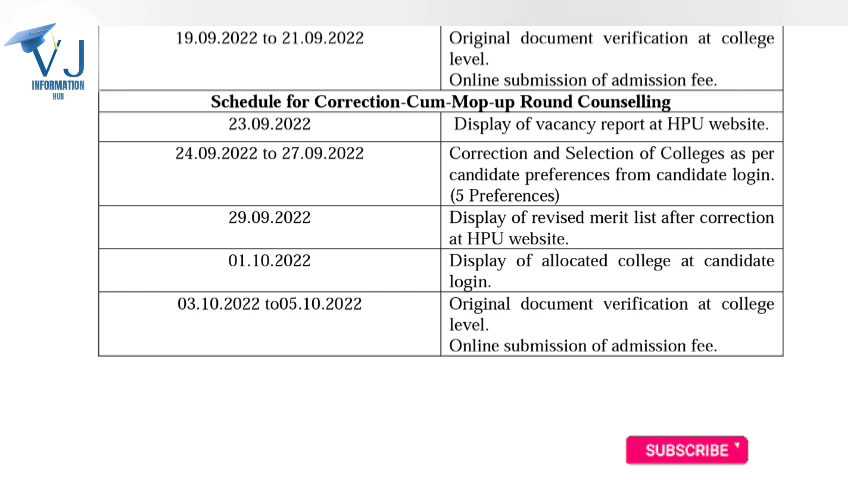 VJ
INFORMATION
HUB
19.09.2022 to 21.09.2022
Original document verification at college
level.
Online submission of admission fee.
Schedule for Correction-Cum-Mop-up Round Counselling
23.09.2022
Display of vacancy report at HPU website.
24.09.2022 to 27.09.2022
Correction and Selection of Colleges as per
candidate preferences from candidate login.
(5 Preferences)
29.09.2022
Display of revised merit list after correction
at HPU website.
01.10.2022
Display of allocated college at candidate
login.
03.10.2022 to05.10.2022
Original document verification at college
level.
Online submission of admission fee.
SUBSCRIBE